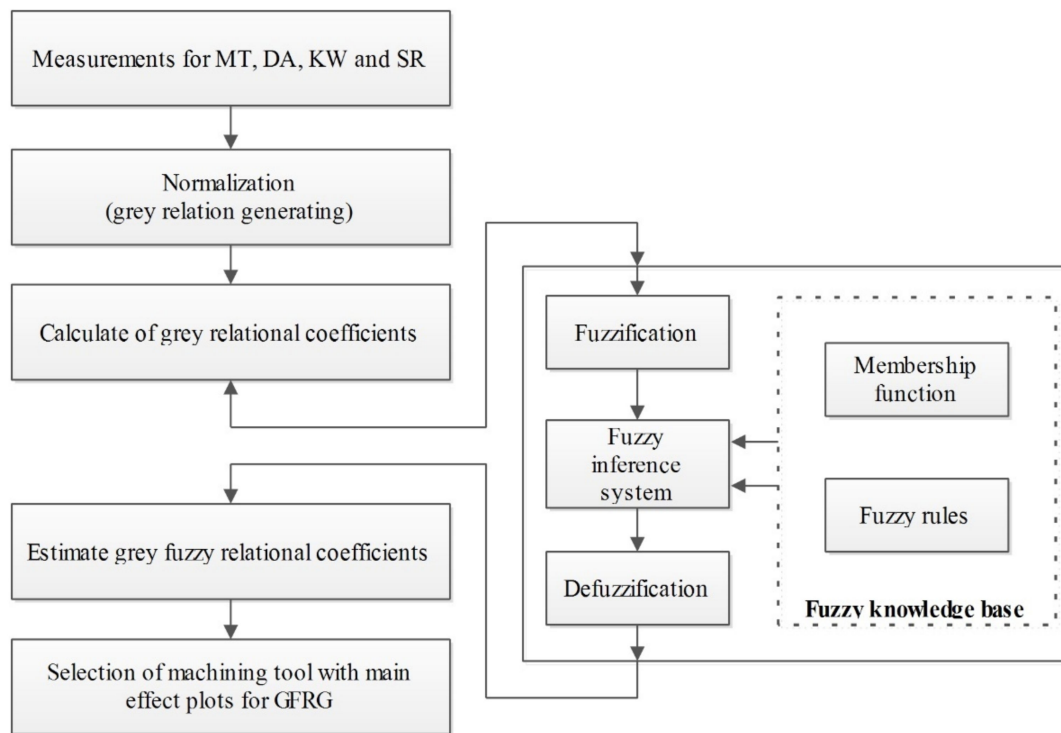 Measurements for MT, DA, KW and SR
Normalization
(grey relation generating)
Calculate of grey relational coefficients
Fuzzification
Membership
function
Fuzzy
inference
system
Fuzzy rules
Defuzzification
Fuzzy knowledge base
Estimate grey fuzzy relational coefficients
Selection of machining tool with main
effect plots for GFRG